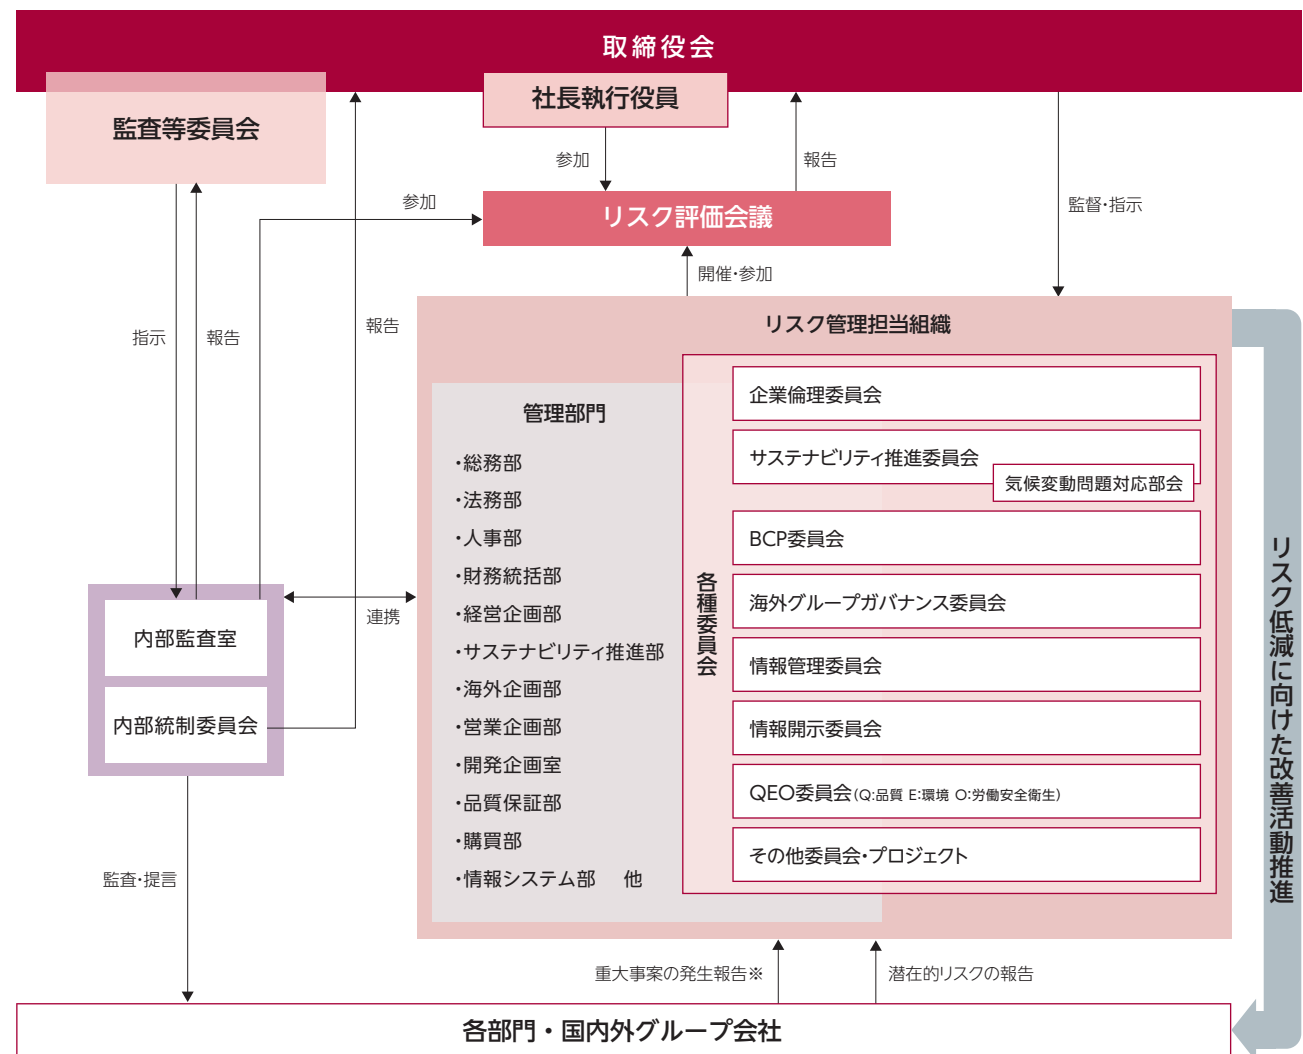 取締役会
監査等委員会
社長執行役員
参加
報告
参加
リスク評価会議
監督・指示
開催・参加
指示
報告
報告
リスク管理担当組織
管理部門
・総務部
・法務部
・人事部
・財務統括部
・経営企画部
・サステナビリティ推進部
・海外企画部
・営業企画部
・開発企画室
・品質保証部
・購買部
・情報システム部 他
各種委員会
企業倫理委員会
サステナビリティ推進委員会
気候変動問題対応部会
BCP委員会
海外グループガバナンス委員会
情報管理委員会
情報開示委員会
QEO委員会(Q:品質 E:環境 O:労働安全衛生)
その他委員会・プロジェクト
連携
内部監査室
内部統制委員会
リスク低減に向けた改善活動推進
監査・提言
重大事案の発生報告※
潜在的リスクの報告
各部門・国内外グループ会社